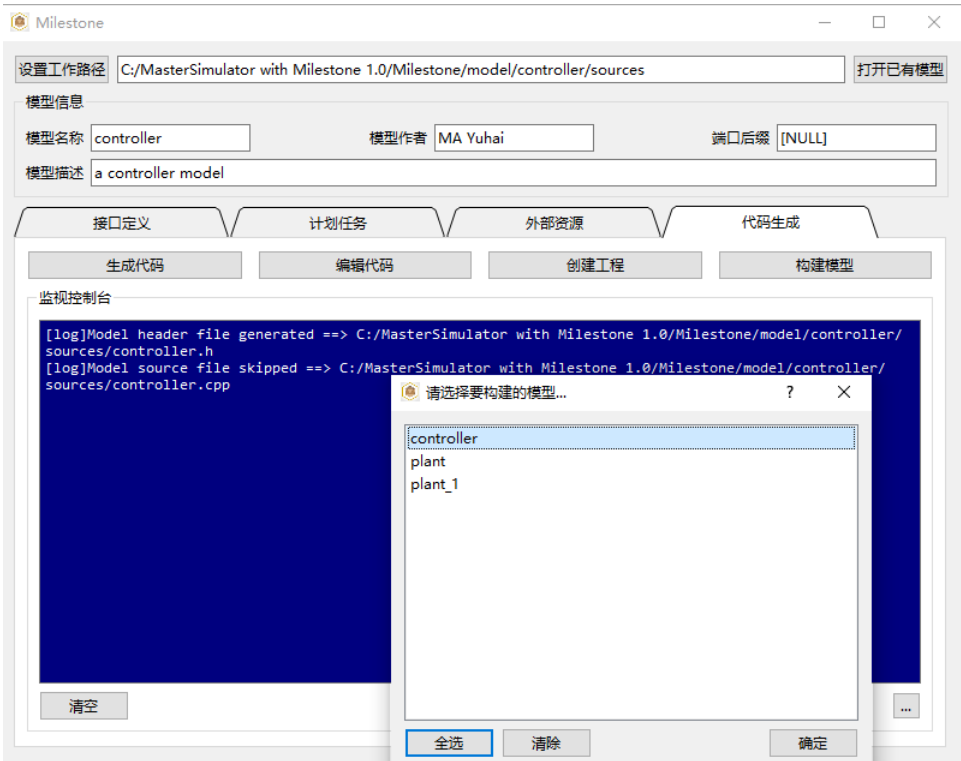 Milestone
设置工作路径 C:/MasterSimulator with Milestone 1.0/Milestone/model/controller/sources 打开已有模型
模型信息
模型名称 controller 模型作者 MA Yuhai 端口后缀 [NULL]
模型描述 a controller model
接口定义 计划任务 外部资源 代码生成
生成代码 编辑代码 创建工程 构建模型
监视控制台
[log]Model header file generated ==> C:/MasterSimulator with Milestone 1.0/Milestone/model/controller/
sources/controller.h
[log]Model source file skipped ==> C:/MasterSimulator with Milestone 1.0/Milestone/model/controller/
sources/controller.cpp
请选择要构建的模型... ?
controller
plant
plant_1
清空 ...
全选 清除 确定